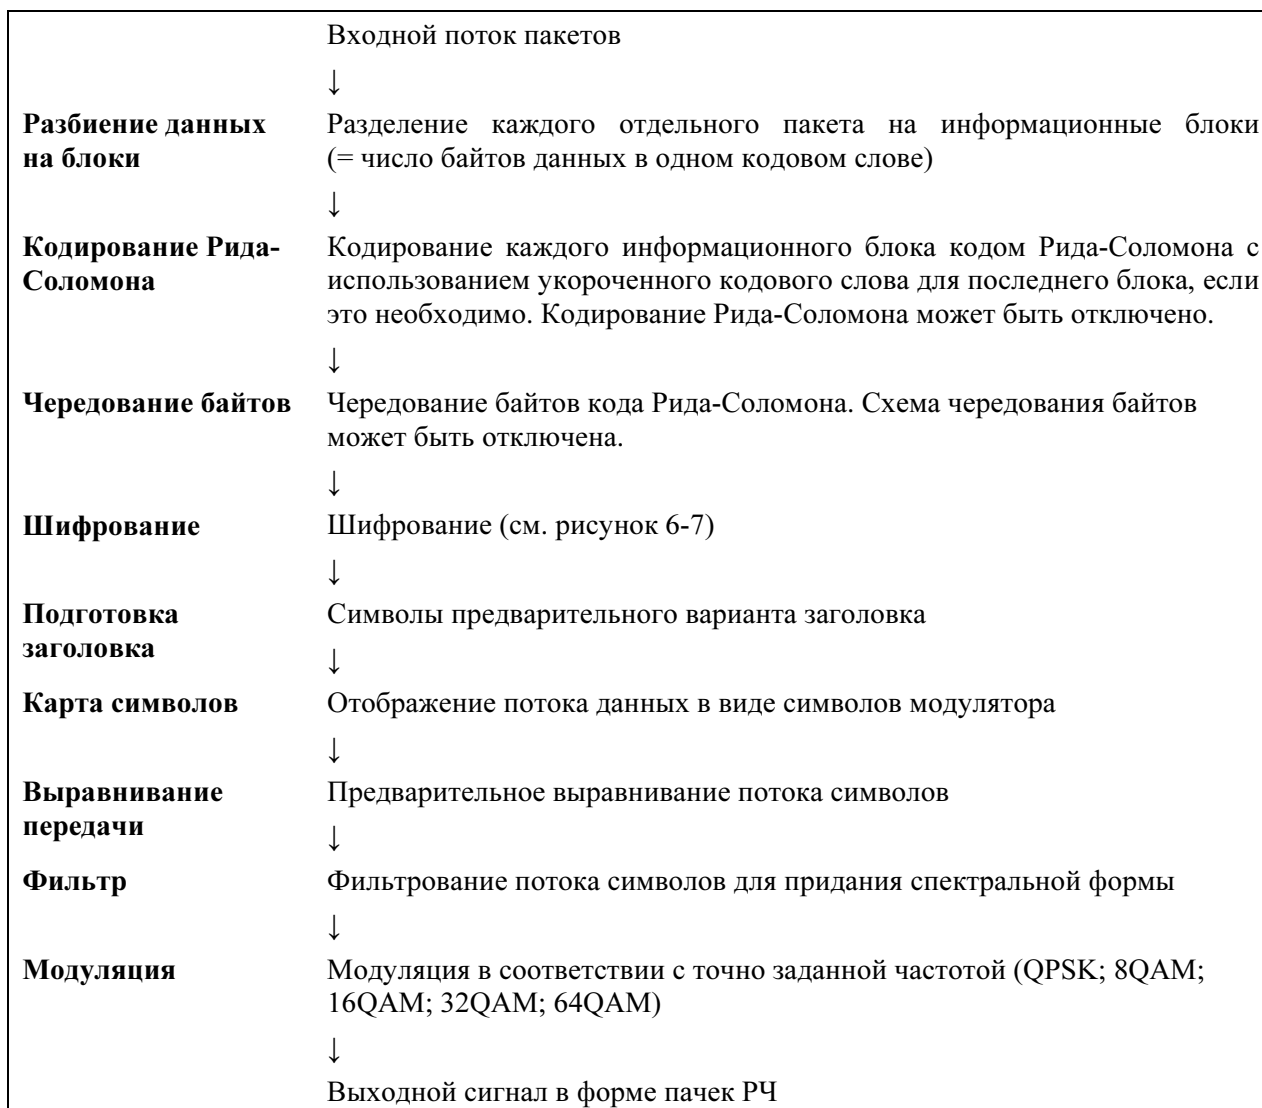 Входной поток пакетов
↓
Разбиение данных
на блоки
Разделение каждого отдельного пакета на информационные блоки
(= число байтов данных в одном кодовом слове)
↓
Кодирование Рида-
Соломона
Кодирование каждого информационного блока кодом Рида-Соломона с
использованием укороченного кодового слова для последнего блока, если
это необходимо. Кодирование Рида-Соломона может быть отключено.
↓
Чередование байтов
Чередование байтов кода Рида-Соломона. Схема чередования байтов
может быть отключена.
↓
Шифрование
Шифрование (см. рисунок 6-7)
↓
Подготовка
заголовка
Символы предварительного варианта заголовка
↓
Карта символов
Отображение потока данных в виде символов модулятора
↓
Выравнивание
передачи
Предварительное выравнивание потока символов
↓
Фильтр
Фильтрование потока символов для придания спектральной формы
↓
Модуляция
Модуляция в соответствии с точно заданной частотой (QPSK; 8QAM;
16QAM; 32QAM; 64QAM)
↓
Выходной сигнал в форме пачек РЧ